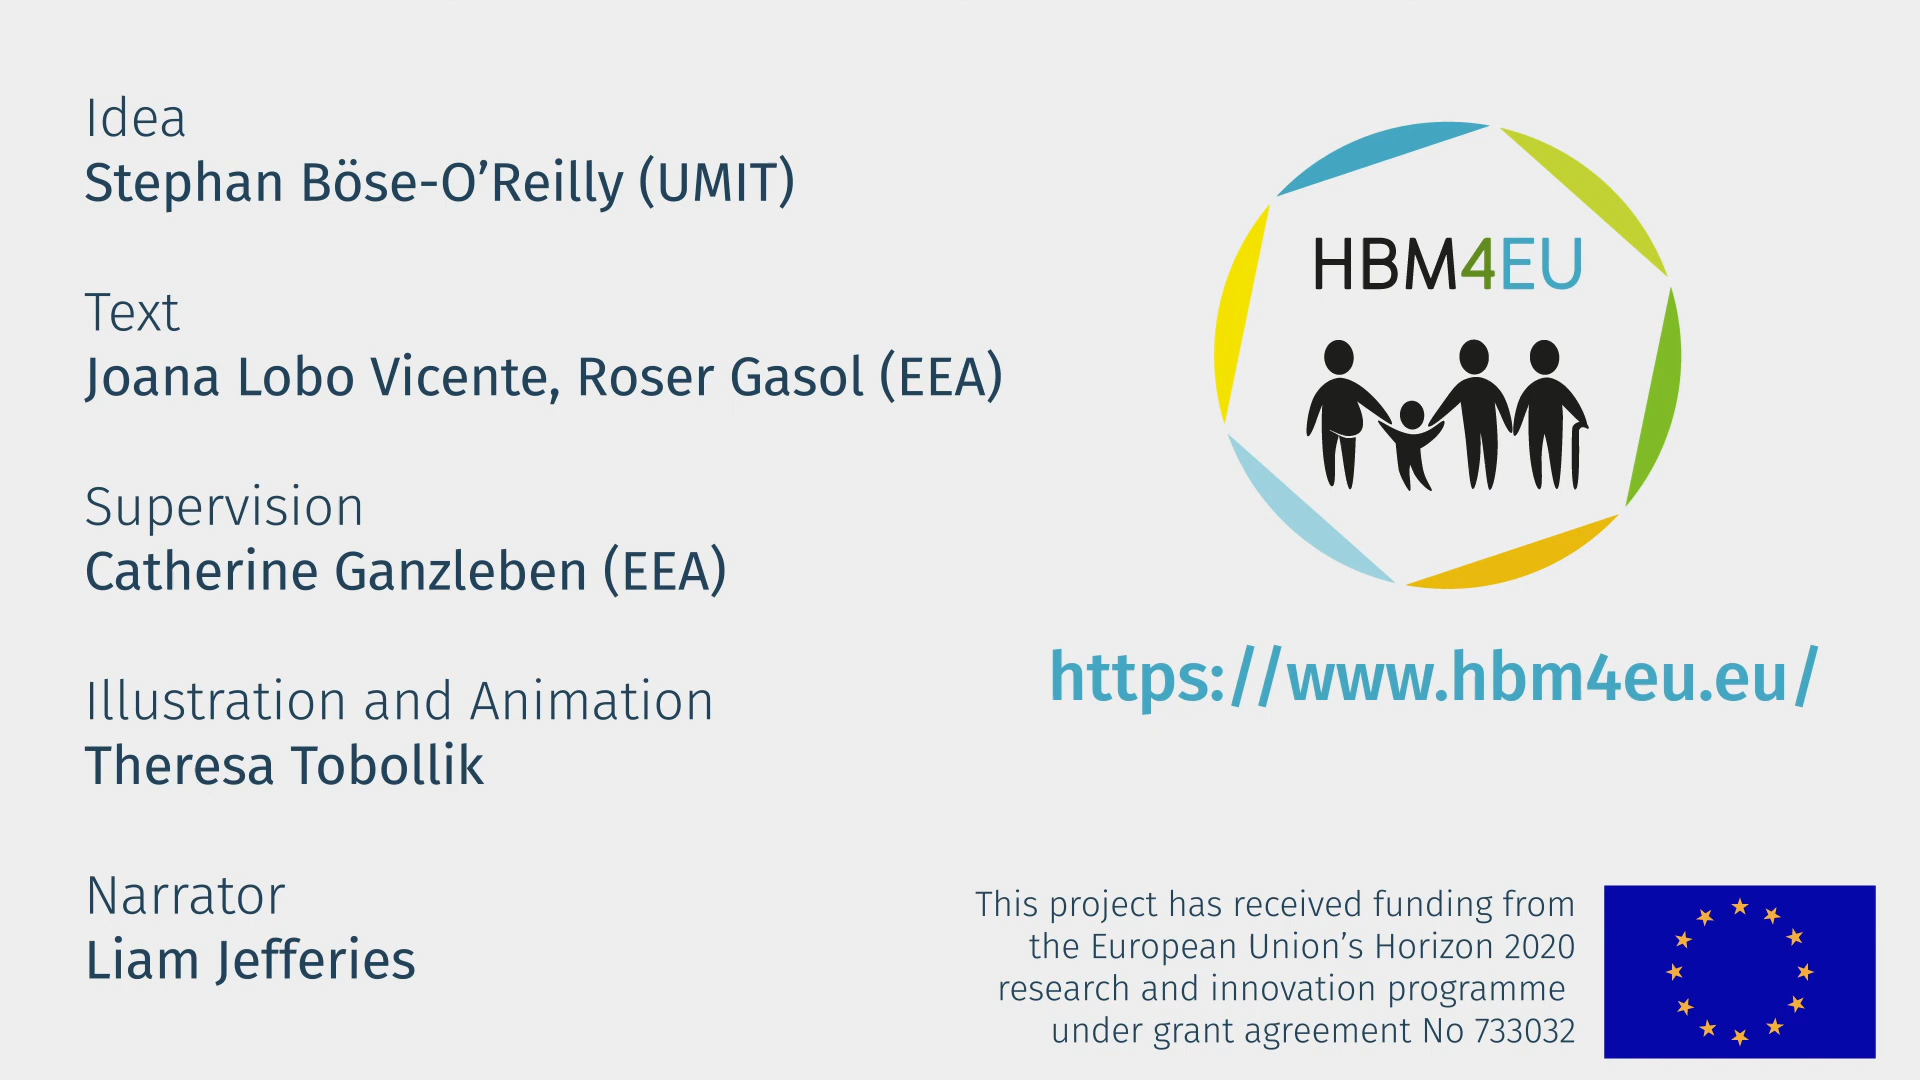 Idea
Stephan Böse-O’Reilly (UMIT)
Text
Joana Lobo Vicente, Roser Gasol (EEA)
Supervision
Catherine Ganzleben (EEA)
Illustration and Animation
Theresa Tobollik
Narrator
Liam Jefferies
HBM4EU
https://www.hbm4eu.eu/
This project has received funding from
the European Union’s Horizon 2020
research and innovation programme
under grant agreement No 733032